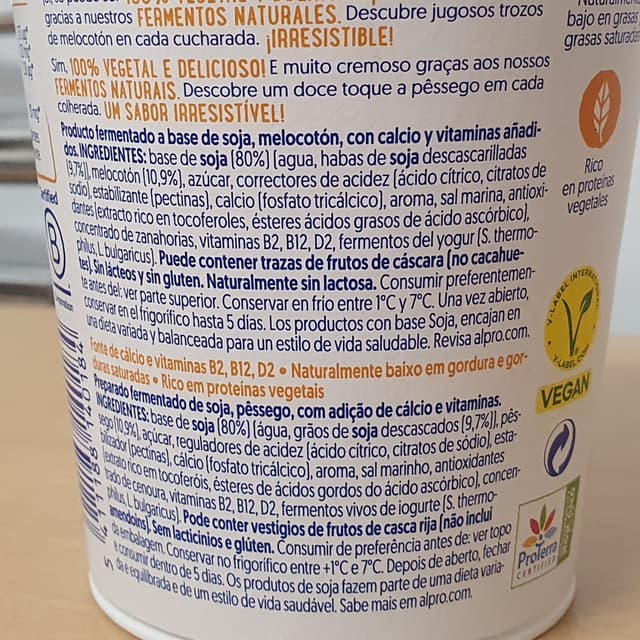 gracias a nuestros FERMENTOS NATURALES. Descubre jugosos trozos
de melocotón en cada cucharada. ¡IRRESISTIBLE!
Sim, 100% VEGETAL E DELICIOSO! E muito cremoso graças aos nossos
FERMENTOS NATURAIS. Descobre um doce toque a pêssego em cada
colherada. UM SABOR IRRESISTÍVEL!
Producto fermentado a base de soja, melocotón, con calcio y vitaminas añadi-
dos. INGREDIENTES: base de soja (80%) (agua, habas de soja descascarilladas
(9,7%)), melocotón (10,9%), azúcar, correctores de acidez (ácido cítrico, citratos de
sodio), estabilizante (pectinas), calcio (fosfato tricálcico), aroma, sal marina, antioxi-
dantes (extracto rico en tocoferoles, ésteres ácidos grasos de ácido ascórbico),
concentrado de zanahorias, vitaminas B2, B12, D2, fermentos del yogur (S. thermo-
philus, L. bulgaricus). Puede contener trazas de frutos de cáscara (no cacahue-
te). Sin lácteos y sin gluten. Naturalmente sin lactosa. Consumir preferentemen-
te antes del: ver parte superior. Conservar en frío entre 1°C y 7°C. Una vez abierto,
conservar en el frigorífico hasta 5 días. Los productos con base Soja, encajan en
una dieta variada y balanceada para un estilo de vida saludable. Revisa alpro.com.
Fonte de cálcio e vitaminas B2, B12, D2 • Naturalmente baixo em gordura e gor-
duras saturadas • Rico em proteínas vegetais
Preparado fermentado de soja, pêssego, com adição de cálcio e vitaminas.
INGREDIENTES: base de soja (80%) (água, grãos de soja descascados (9,7%)), pês-
sego (10,9%), açúcar, reguladores de acidez (ácido cítrico, citratos de sódio), esta-
bilizador (pectinas), cálcio (fosfato tricálcico), aroma, sal marinho, antioxidantes
(extrato rico em tocoferóis, ésteres de ácidos gordos do ácido ascórbico), concen-
trado de cenoura, vitaminas B2, B12, D2, fermentos vivos de iogurte (S. thermo-
philus, L. bulgaricus). Pode conter vestígios de frutos de casca rija (não inclui
amendoins). Sem lacticínios e glúten. Consumir de preferência antes de: ver topo
da embalagem. Conservar no frigorífico entre +1°C e 7°C. Depois de aberto, fechar
e consumir dentro de 5 dias. Os produtos de soja fazem parte de uma dieta varia-
da e equilibrada e de um estilo de vida saudável. Sabe mais em alpro.com.
bajo en grasas
grasas saturadas
Rico
en proteínas
vegetales
V-LABEL
VEGAN
ProTerra
CERTIFIED
B